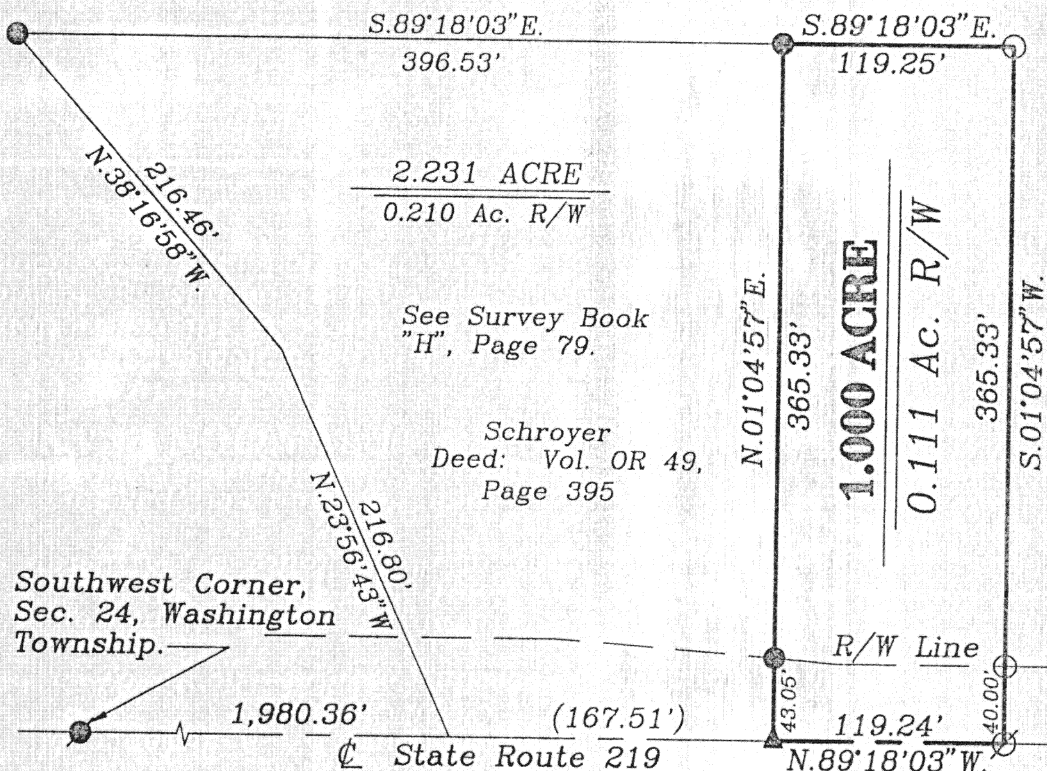 S.89°18'03"E.
396.53'
S.89°18'03"E.
119.25'
216.46'
N.38°16'58"W.
2.231 ACRE
0.210 Ac. R/W
See Survey Book
"H", Page 79.
Schroyer
Deed: Vol. OR 49,
Page 395
N.01°04'57"E.
365.33'
1.000 ACRE
0.111 Ac. R/W
365.33'
S.01°04'57"W.
216.80'
N.23°56'43"W
Southwest Corner,
Sec. 24, Washington
Township.
R/W Line
43.05'
40.00'
1,980.36'
(167.51')
119.24'
℄ State Route 219
N.89°18'03"W.